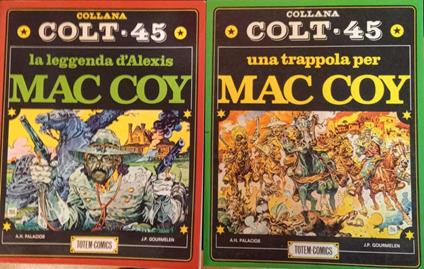 COLLANA
COLT·45
la leggenda d'Alexis
MAC COY
A.H. PALACIOS
J.P. GOURMELEN
TOTEM COMICS
COLLANA
COLT·45
una trappola per
MAC COY
A.H. PALACIOS
J.P. GOURMELEN
TOTEM COMICS